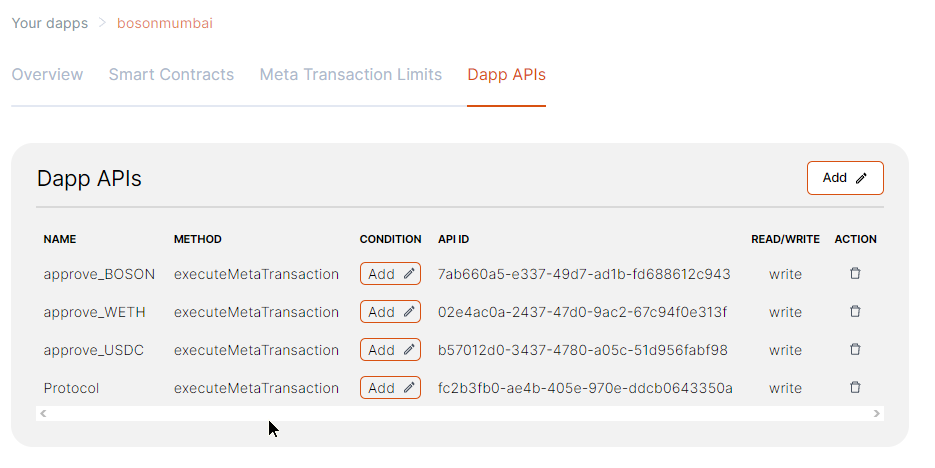 Your dapps > bosonmumbai
Overview Smart Contracts Meta Transaction Limits Dapp APIs
Dapp APIs Add
NAME METHOD CONDITION API ID READ/WRITE ACTION
approve_BOSON executeMetaTransaction Add 7ab660a5-e337-49d7-ad1b-fd688612c943 write
approve_WETH executeMetaTransaction Add 02e4ac0a-2437-47d0-9ac2-67c94f0e313f write
approve_USDC executeMetaTransaction Add b57012d0-3437-4780-a05c-51d956fabf98 write
Protocol executeMetaTransaction Add fc2b3fb0-ae4b-405e-970e-ddcb0643350a write